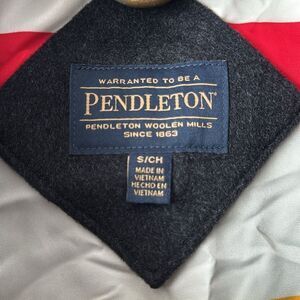 WARRANTED TO BE A
PENDLETON®
PENDLETON WOOLEN MILLS
SINCE 1863
S/CH
MADE IN
VIETNAM
HECHO EN
VIETNAM